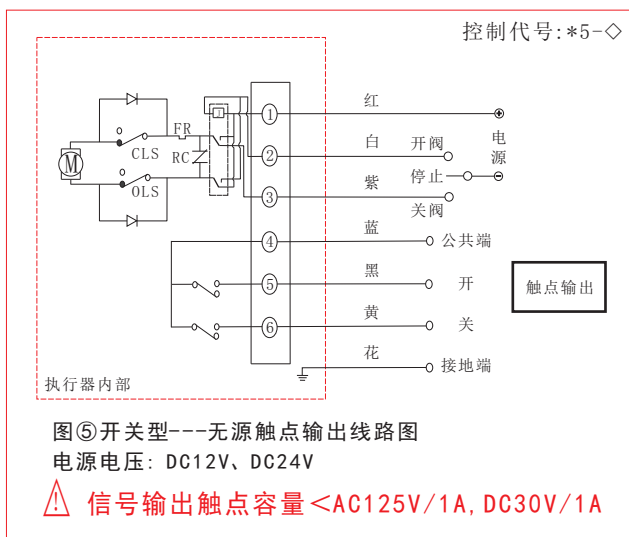 控制代号:*5-◇
① 红 ⊕
② 白 开阀 电源
停止 ⊖
③ 紫 关阀
④ 蓝 公共端
⑤ 黑 开
⑥ 黄 关
花 接地端
触点输出
J
FR
CLS
RC
M
OLS
执行器内部
图⑤开关型---无源触点输出线路图
电源电压: DC12V、DC24V
⚠ 信号输出触点容量<AC125V/1A,DC30V/1A